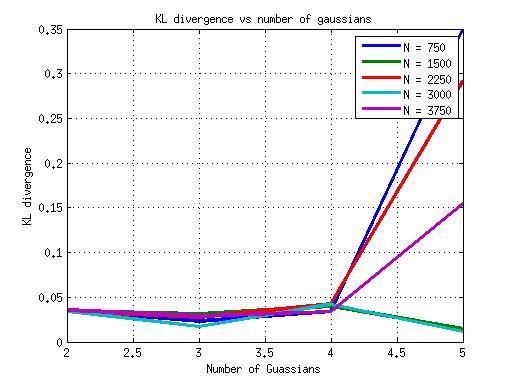 KL divergence vs number of gaussians
0.35
0.3
0.25
0.2
0.15
0.1
0.05
0
KL divergence
N = 750
N = 1500
N = 2250
N = 3000
N = 3750
2 2.5 3 3.5 4 4.5 5
Number of Guassians